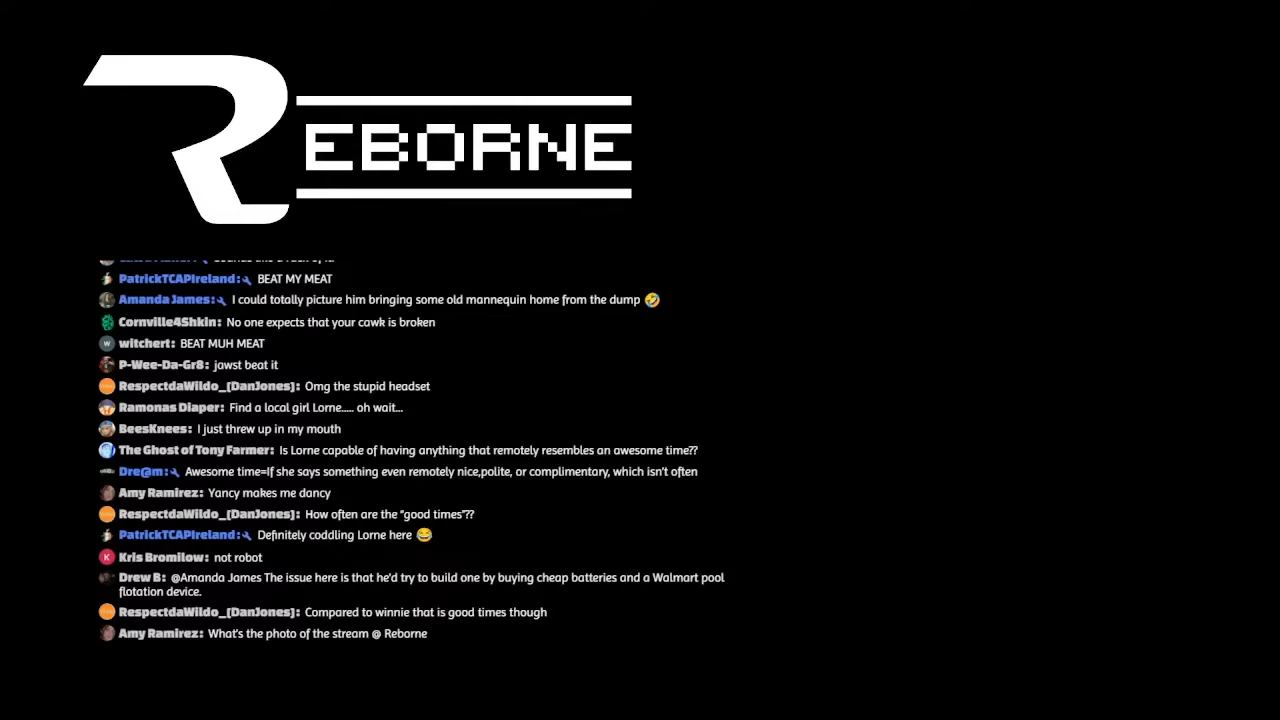 REBORNE
PatrickTCAPIreland: BEAT MY MEAT
Amanda James: I could totally picture him bringing some old mannequin home from the dump 🤣
Cornville4Shkin: No one expects that your cawk is broken
W witchert: BEAT MUH MEAT
P-Wee-Da-Gr8: jawst beat it
RespectdaWildo_[DanJones]: Omg the stupid headset
Ramonas Diaper: Find a local girl Lorne..... oh wait...
BeesKnees: I just threw up in my mouth
The Ghost of Tony Farmer: Is Lorne capable of having anything that remotely resembles an awesome time??
Dre@m: Awesome time=If she says something even remotely nice,polite, or complimentary, which isn't often
Amy Ramirez: Yancy makes me dancy
RespectdaWildo_[DanJones]: How often are the "good times"??
PatrickTCAPIreland: Definitely coddling Lorne here 😂
K Kris Bromilow: not robot
Drew B: @Amanda James The issue here is that he'd try to build one by buying cheap batteries and a Walmart pool
flotation device.
RespectdaWildo_[DanJones]: Compared to winnie that is good times though
Amy Ramirez: What's the photo of the stream @ Reborne